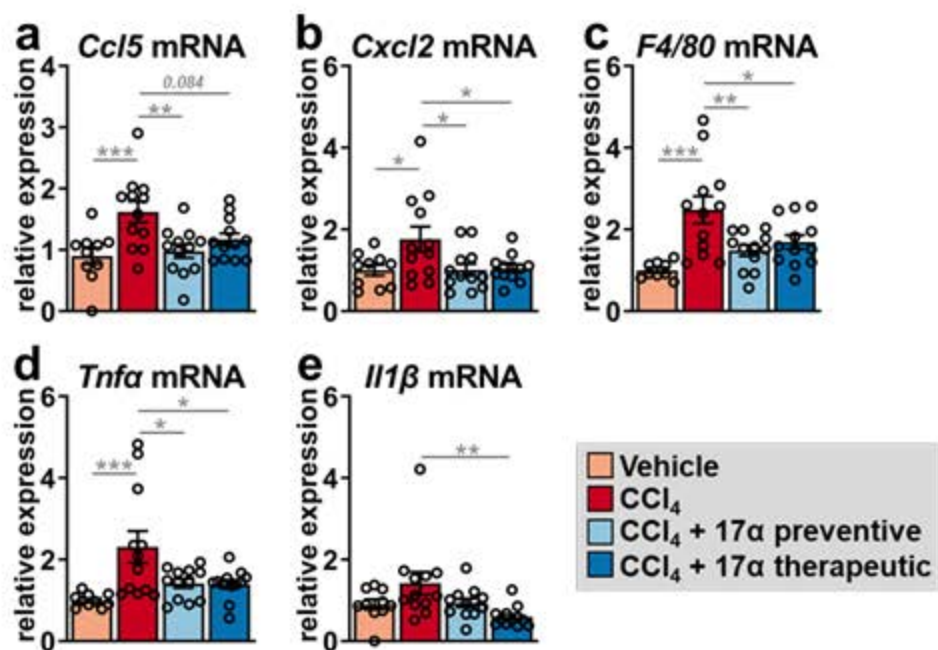 a Ccl5 mRNA
relative expression
4
3
2
1
0
***
**
0.084
b Cxcl2 mRNA
relative expression
6
4
2
0
*
*
*
c F4/80 mRNA
relative expression
6
4
2
0
***
**
*
d Tnfα mRNA
relative expression
6
4
2
0
***
*
*
e Il1β mRNA
relative expression
6
4
2
0
**
Vehicle
CCl₄
CCl₄ + 17α preventive
CCl₄ + 17α therapeutic